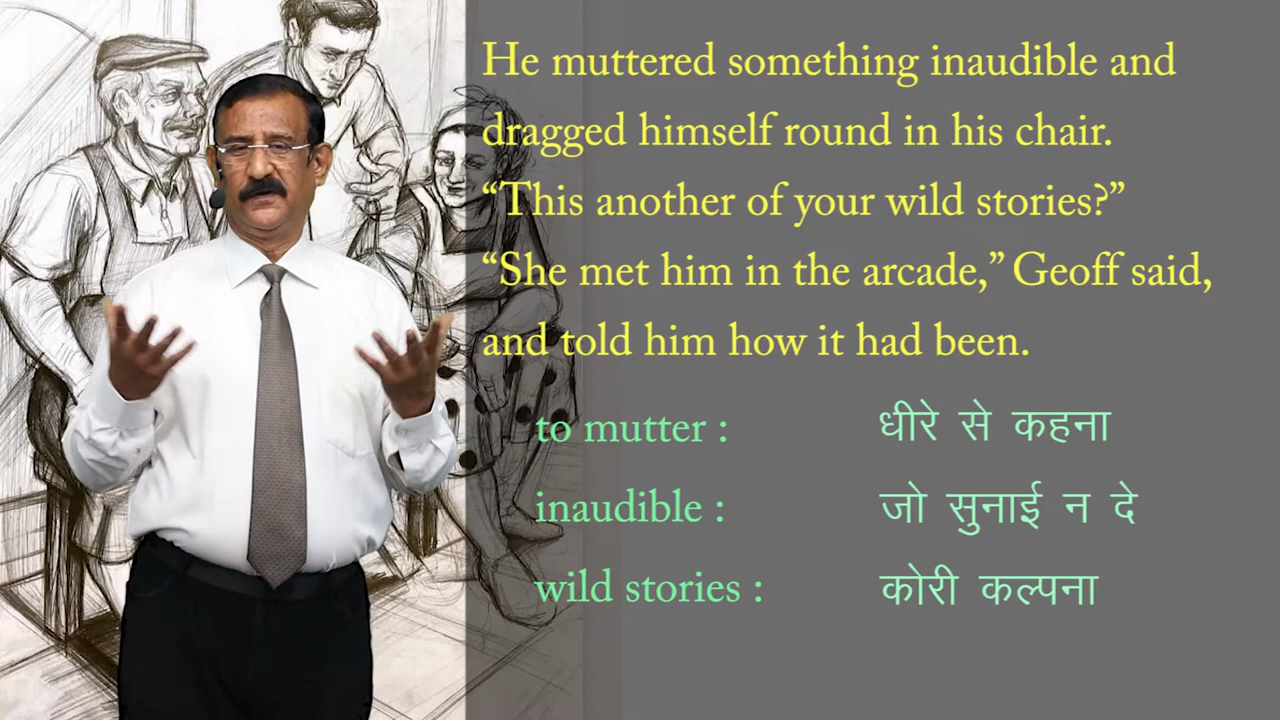 He muttered something inaudible and
dragged himself round in his chair.
“This another of your wild stories?”
“She met him in the arcade,” Geoff said,
and told him how it had been.
to mutter : धीरे से कहना
inaudible : जो सुनाई न दे
wild stories : कोरी कल्पना